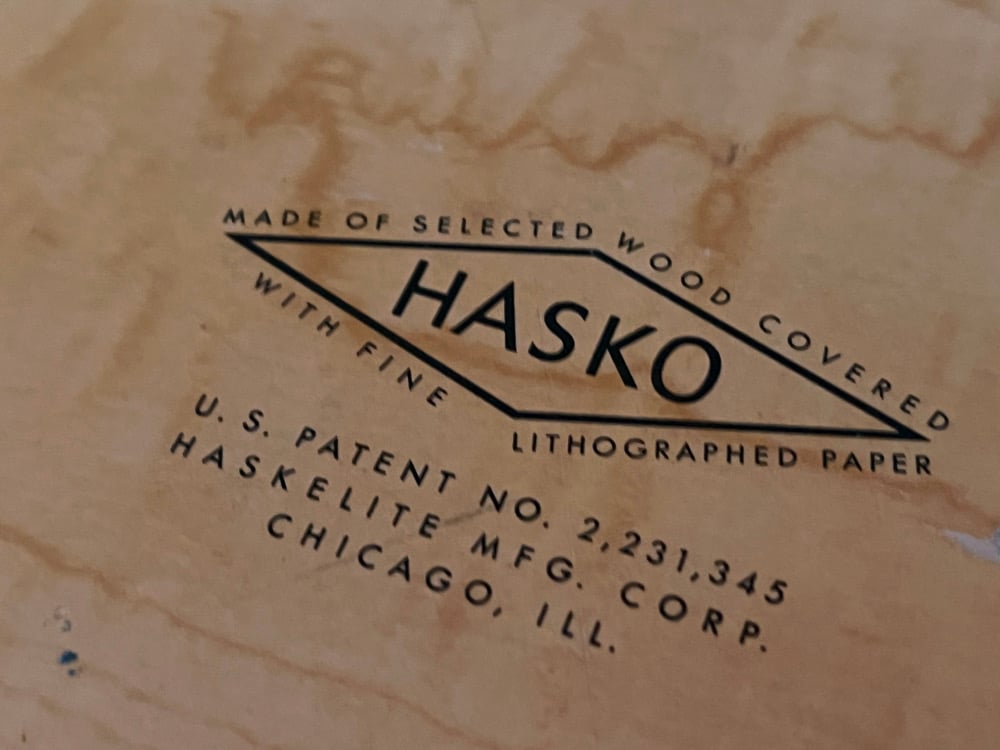 MADE OF SELECTED WOOD COVERED
HASKO
WITH FINE LITHOGRAPHED PAPER
U. S. PATENT NO. 2,231,345
HASKELITE MFG. CORP.
CHICAGO, ILL.